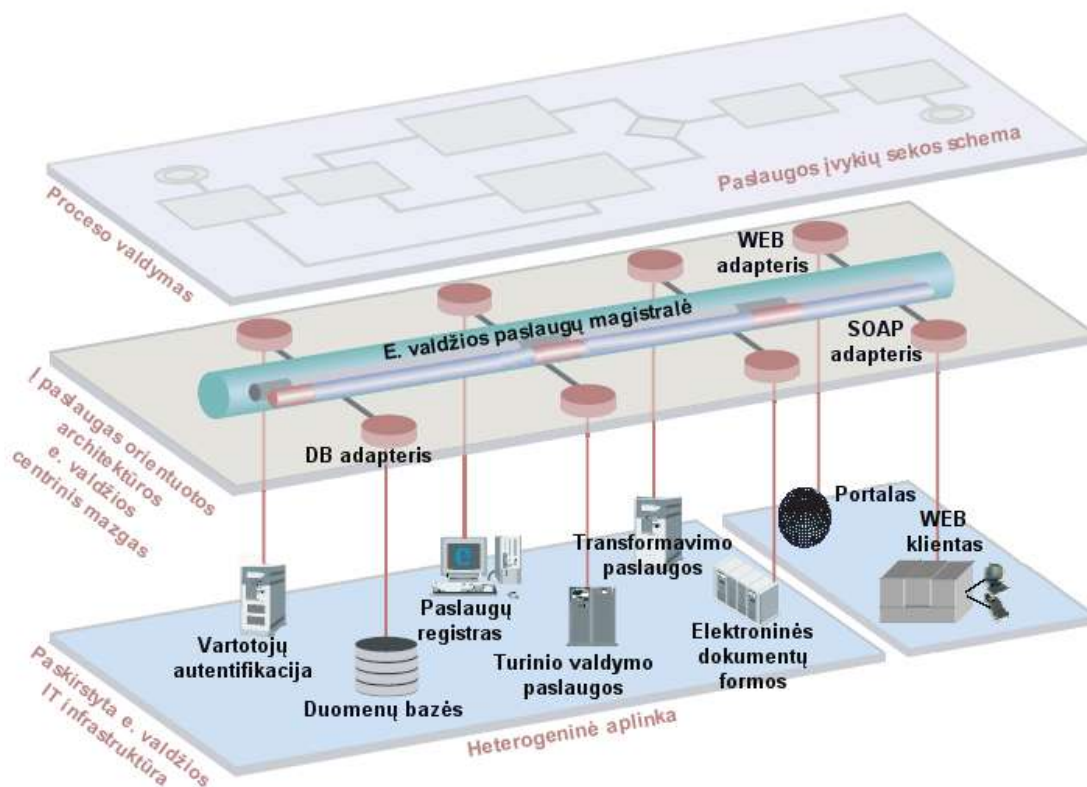 Paslaugos įvykių sekos schema
Proceso valdymas
WEB
adapteris
E. valdžios paslaugų magistralė
SOAP
adapteris
DB adapteris
Į paslaugas orientuotos
architektūros
e. valdžios
centrinis mazgas
Portalas
WEB
klientas
Transformavimo
paslaugos
Paslaugų
registras
Vartotojų
autentifikacija
Turinio valdymo
paslaugos
Elektroninės
dokumentų
formos
Duomenų bazės
Heterogeninė aplinka
Paskirstyta e. valdžios
IT infrastruktūra